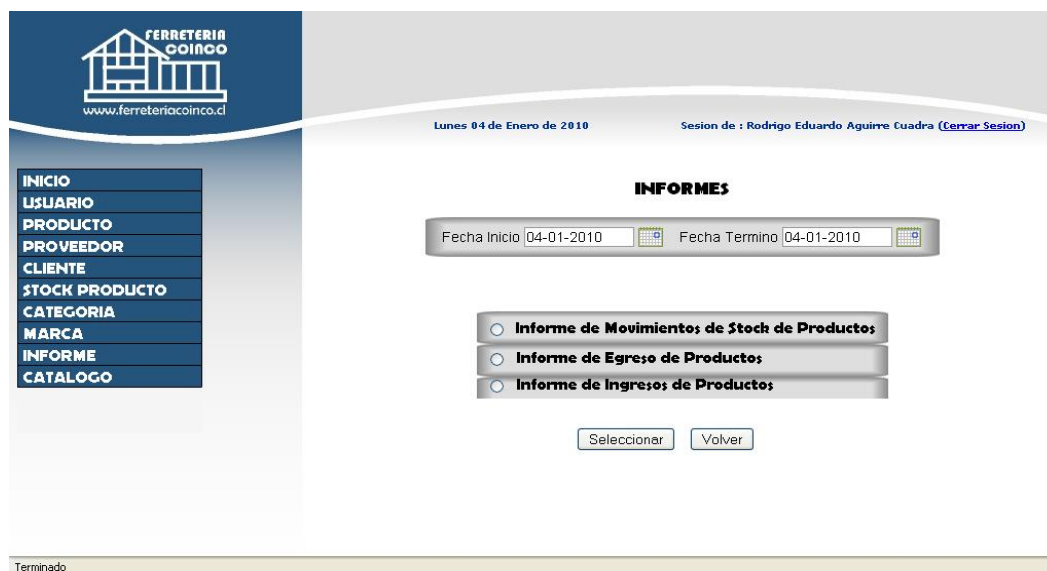 FERRETERIA
COINCO
www.ferreteriacoinco.cl
Lunes 04 de Enero de 2010 Sesion de : Rodrigo Eduardo Aguirre Cuadra (Cerrar Sesion)
INICIO
USUARIO
PRODUCTO
PROVEEDOR
CLIENTE
STOCK PRODUCTO
CATEGORIA
MARCA
INFORME
CATALOGO
INFORMES
Fecha Inicio 04-01-2010 Fecha Termino 04-01-2010
Informe de Movimientos de Stock de Productos
Informe de Egreso de Productos
Informe de Ingresos de Productos
Seleccionar Volver
Terminado